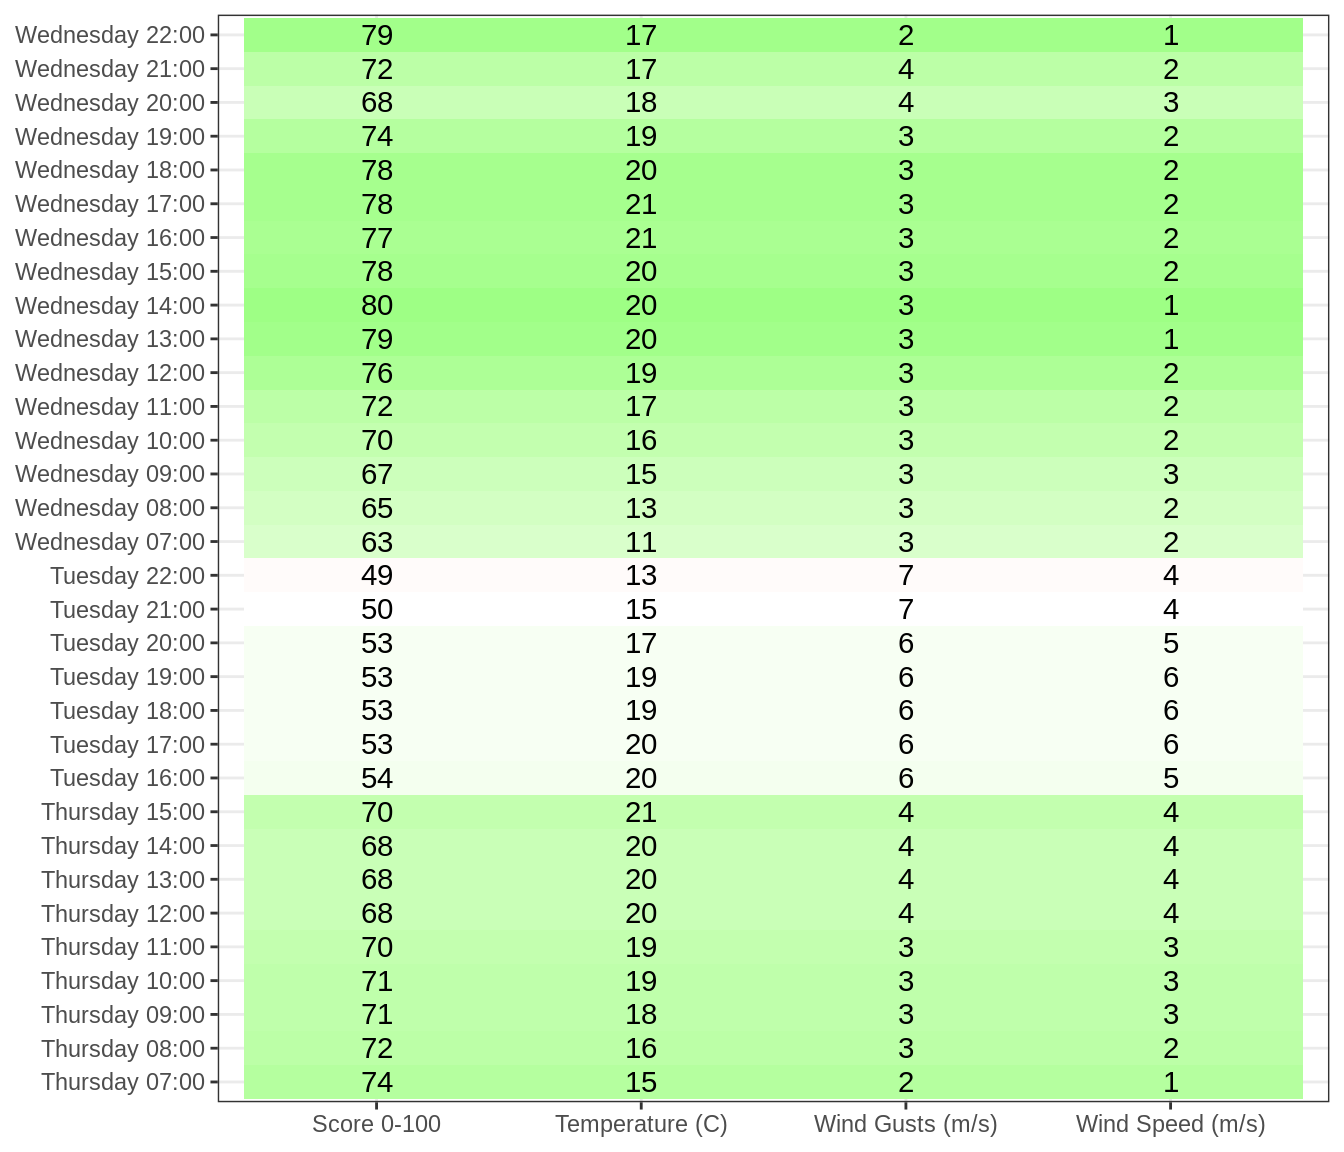 Wednesday 22:00 79 17 2 1
Wednesday 21:00 72 17 4 2
Wednesday 20:00 68 18 4 3
Wednesday 19:00 74 19 3 2
Wednesday 18:00 78 20 3 2
Wednesday 17:00 78 21 3 2
Wednesday 16:00 77 21 3 2
Wednesday 15:00 78 20 3 2
Wednesday 14:00 80 20 3 1
Wednesday 13:00 79 20 3 1
Wednesday 12:00 76 19 3 2
Wednesday 11:00 72 17 3 2
Wednesday 10:00 70 16 3 2
Wednesday 09:00 67 15 3 3
Wednesday 08:00 65 13 3 2
Wednesday 07:00 63 11 3 2
Tuesday 22:00 49 13 7 4
Tuesday 21:00 50 15 7 4
Tuesday 20:00 53 17 6 5
Tuesday 19:00 53 19 6 6
Tuesday 18:00 53 19 6 6
Tuesday 17:00 53 20 6 6
Tuesday 16:00 54 20 6 5
Thursday 15:00 70 21 4 4
Thursday 14:00 68 20 4 4
Thursday 13:00 68 20 4 4
Thursday 12:00 68 20 4 4
Thursday 11:00 70 19 3 3
Thursday 10:00 71 19 3 3
Thursday 09:00 71 18 3 3
Thursday 08:00 72 16 3 2
Thursday 07:00 74 15 2 1
Score 0-100 Temperature (C) Wind Gusts (m/s) Wind Speed (m/s)